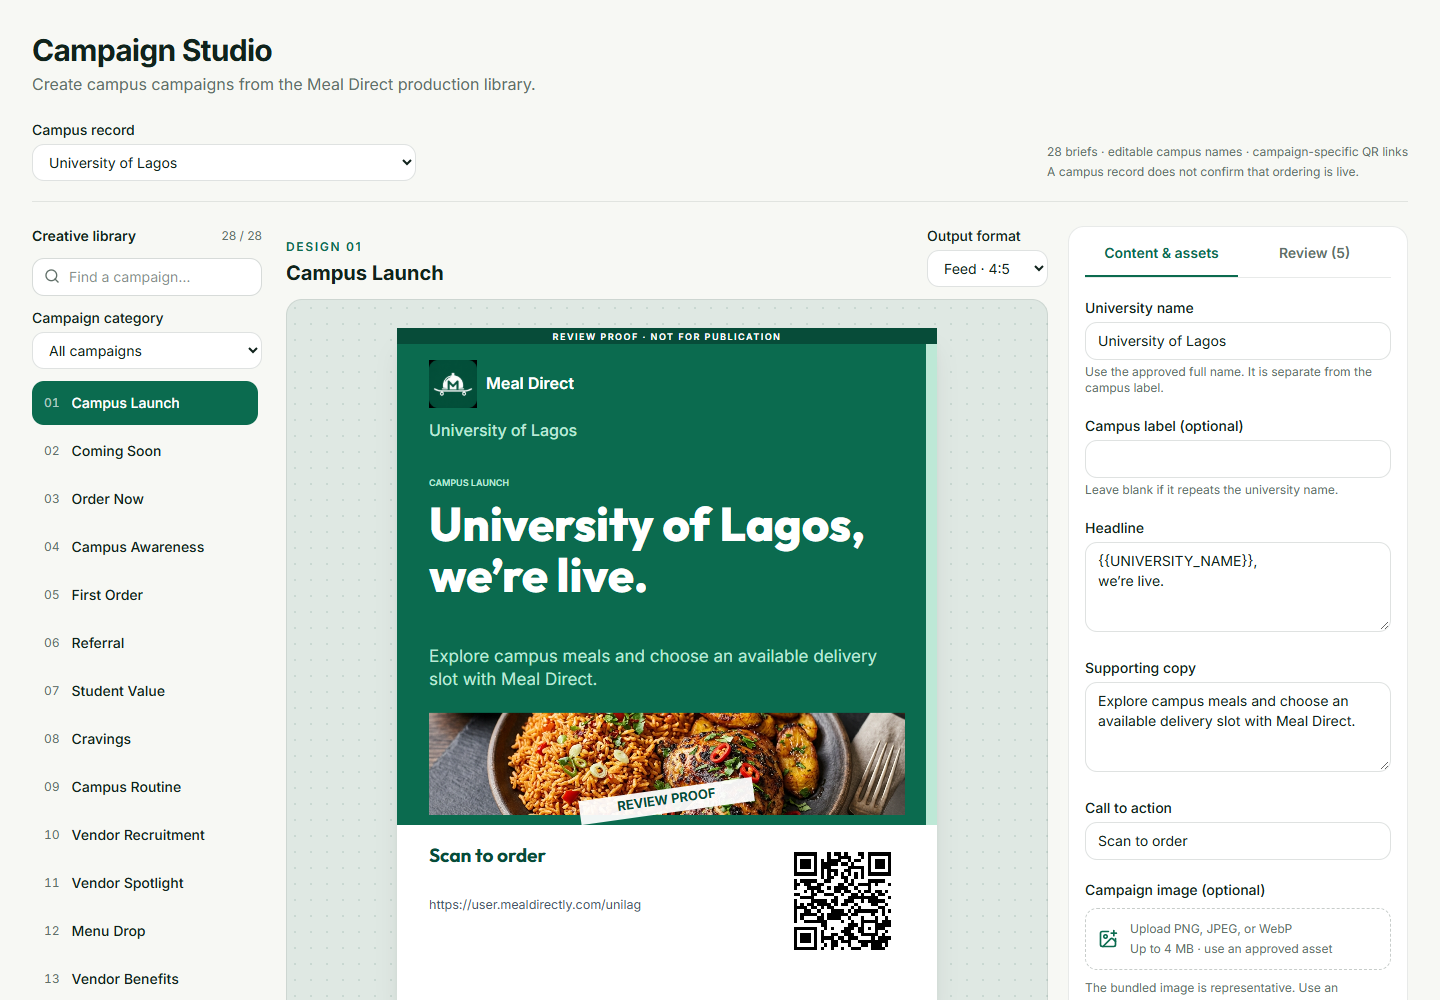 Campaign Studio
Create campus campaigns from the Meal Direct production library.
Campus record
University of Lagos
28 briefs · editable campus names · campaign-specific QR links
A campus record does not confirm that ordering is live.
Creative library
28 / 28
Find a campaign...
Campaign category
All campaigns
01 Campus Launch
02 Coming Soon
03 Order Now
04 Campus Awareness
05 First Order
06 Referral
07 Student Value
08 Cravings
09 Campus Routine
10 Vendor Recruitment
11 Vendor Spotlight
12 Menu Drop
13 Vendor Benefits
DESIGN 01
Campus Launch
Output format
Feed · 4:5
REVIEW PROOF · NOT FOR PUBLICATION
M
Meal Direct
University of Lagos
CAMPUS LAUNCH
University of Lagos,
we’re live.
Explore campus meals and choose an available delivery
slot with Meal Direct.
REVIEW PROOF
Scan to order
https://user.mealdirectly.com/unilag
Content & assets
Review (5)
University name
University of Lagos
Use the approved full name. It is separate from the
campus label.
Campus label (optional)
Leave blank if it repeats the university name.
Headline
{{UNIVERSITY_NAME}},
we’re live.
Supporting copy
Explore campus meals and choose an
available delivery slot with Meal Direct.
Call to action
Scan to order
Campaign image (optional)
Upload PNG, JPEG, or WebP
Up to 4 MB · use an approved asset
The bundled image is representative. Use an